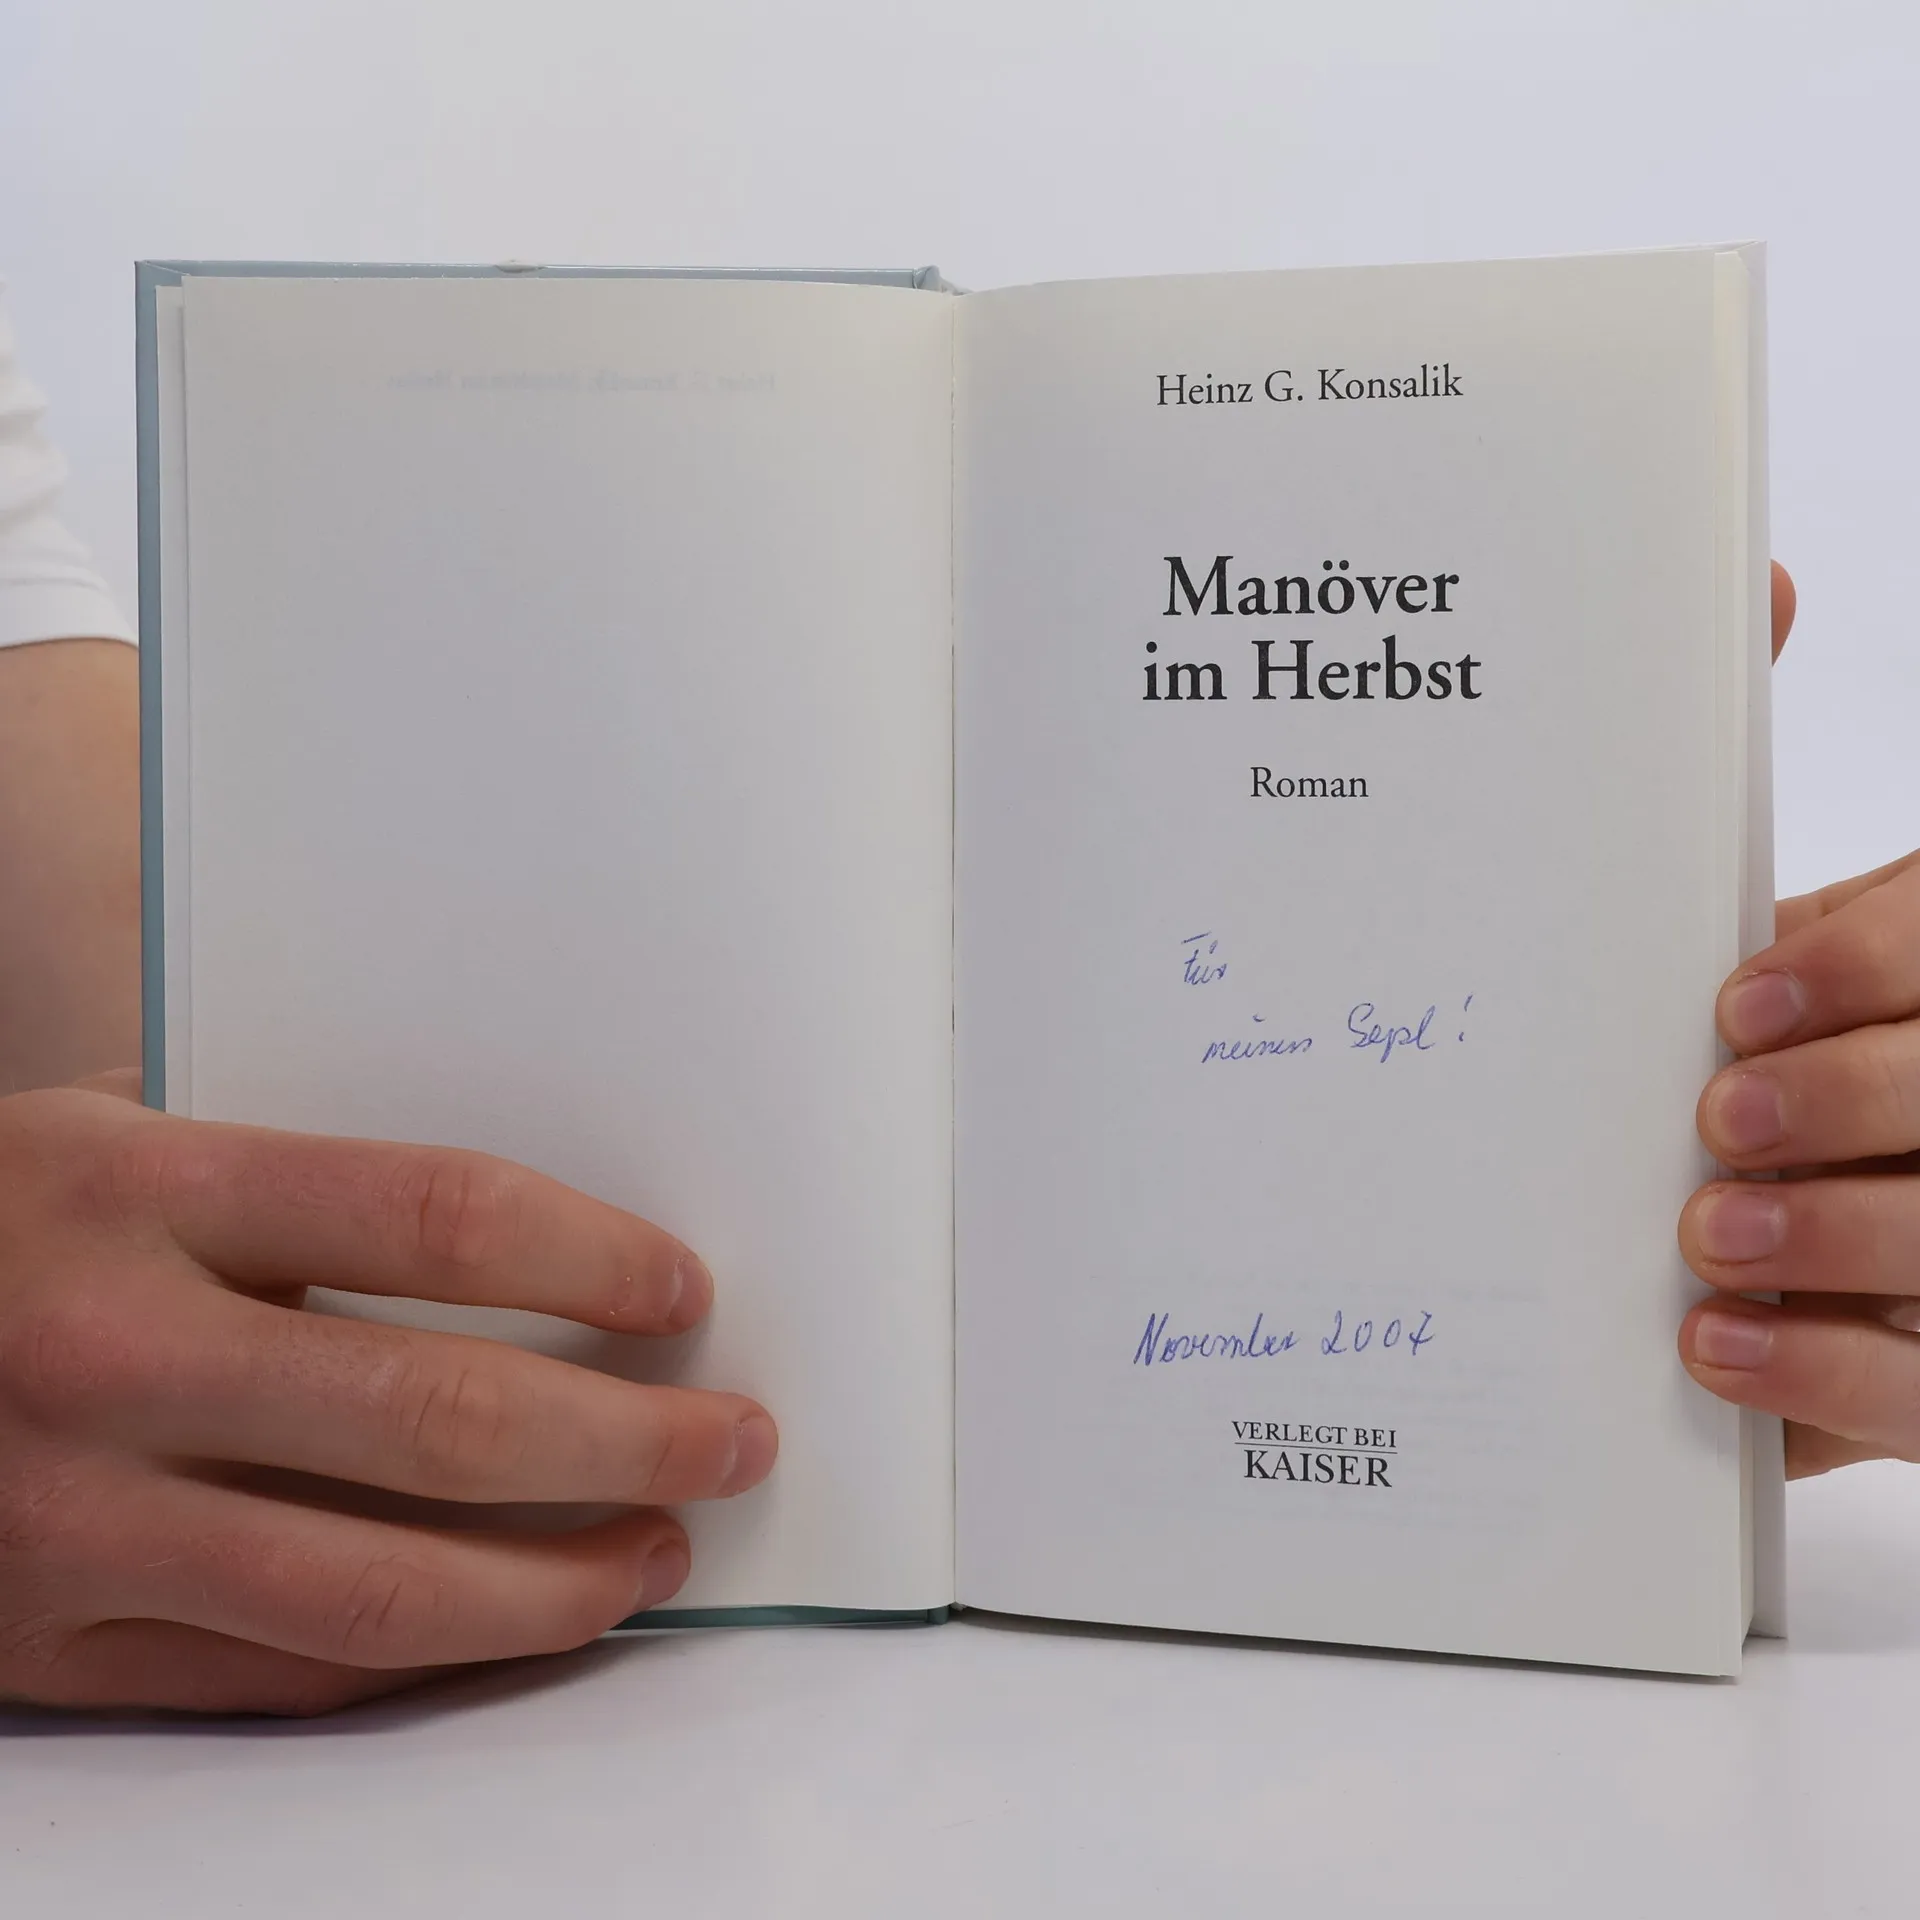 Heinz G. Konsalik
Manöver
im Herbst
Roman
Für
meinen Sepl!
November 2007
VERLEGT BEI
KAISER